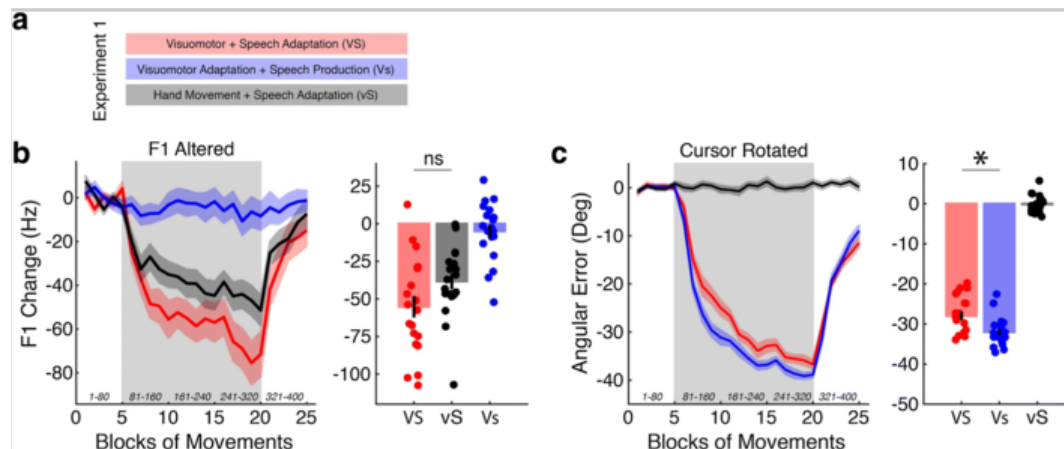 a
Experiment 1
Visuomotor + Speech Adaptation (VS)
Visuomotor Adaptation + Speech Production (Vs)
Hand Movement + Speech Adaptation (vS)
b
F1 Altered
F1 Change (Hz)
0
-20
-40
-60
-80
1-80
81-160
161-240
241-320
321-400
0 5 10 15 20 25
Blocks of Movements
ns
50
0
-25
-50
-75
-100
VS vS Vs
c
Cursor Rotated
Angular Error (Deg)
0
-10
-20
-30
-40
1-80
81-160
161-240
241-320
321-400
0 5 10 15 20 25
Blocks of Movements
*
10
0
-10
-20
-30
-40
-50
VS Vs vS